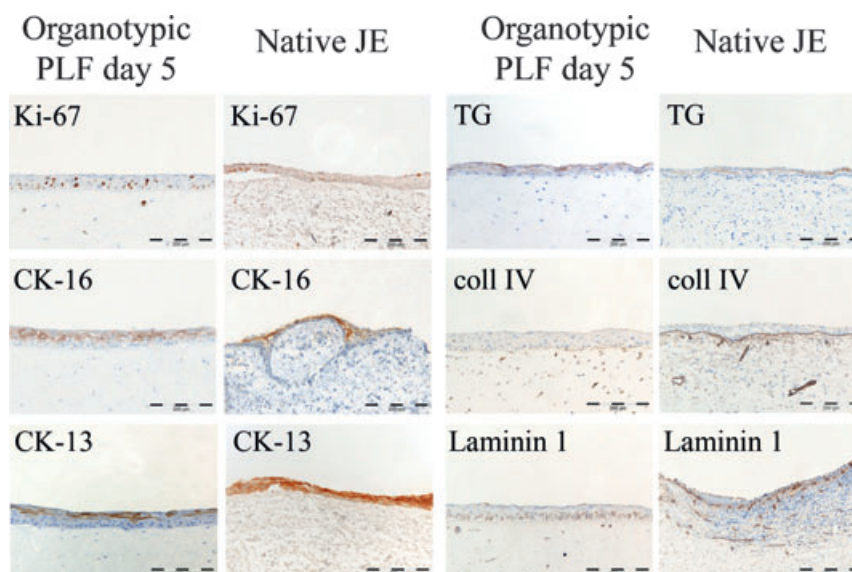 Organotypic
PLF day 5
Native JE
Organotypic
PLF day 5
Native JE
Ki-67
Ki-67
TG
TG
CK-16
CK-16
coll IV
coll IV
CK-13
CK-13
Laminin 1
Laminin 1